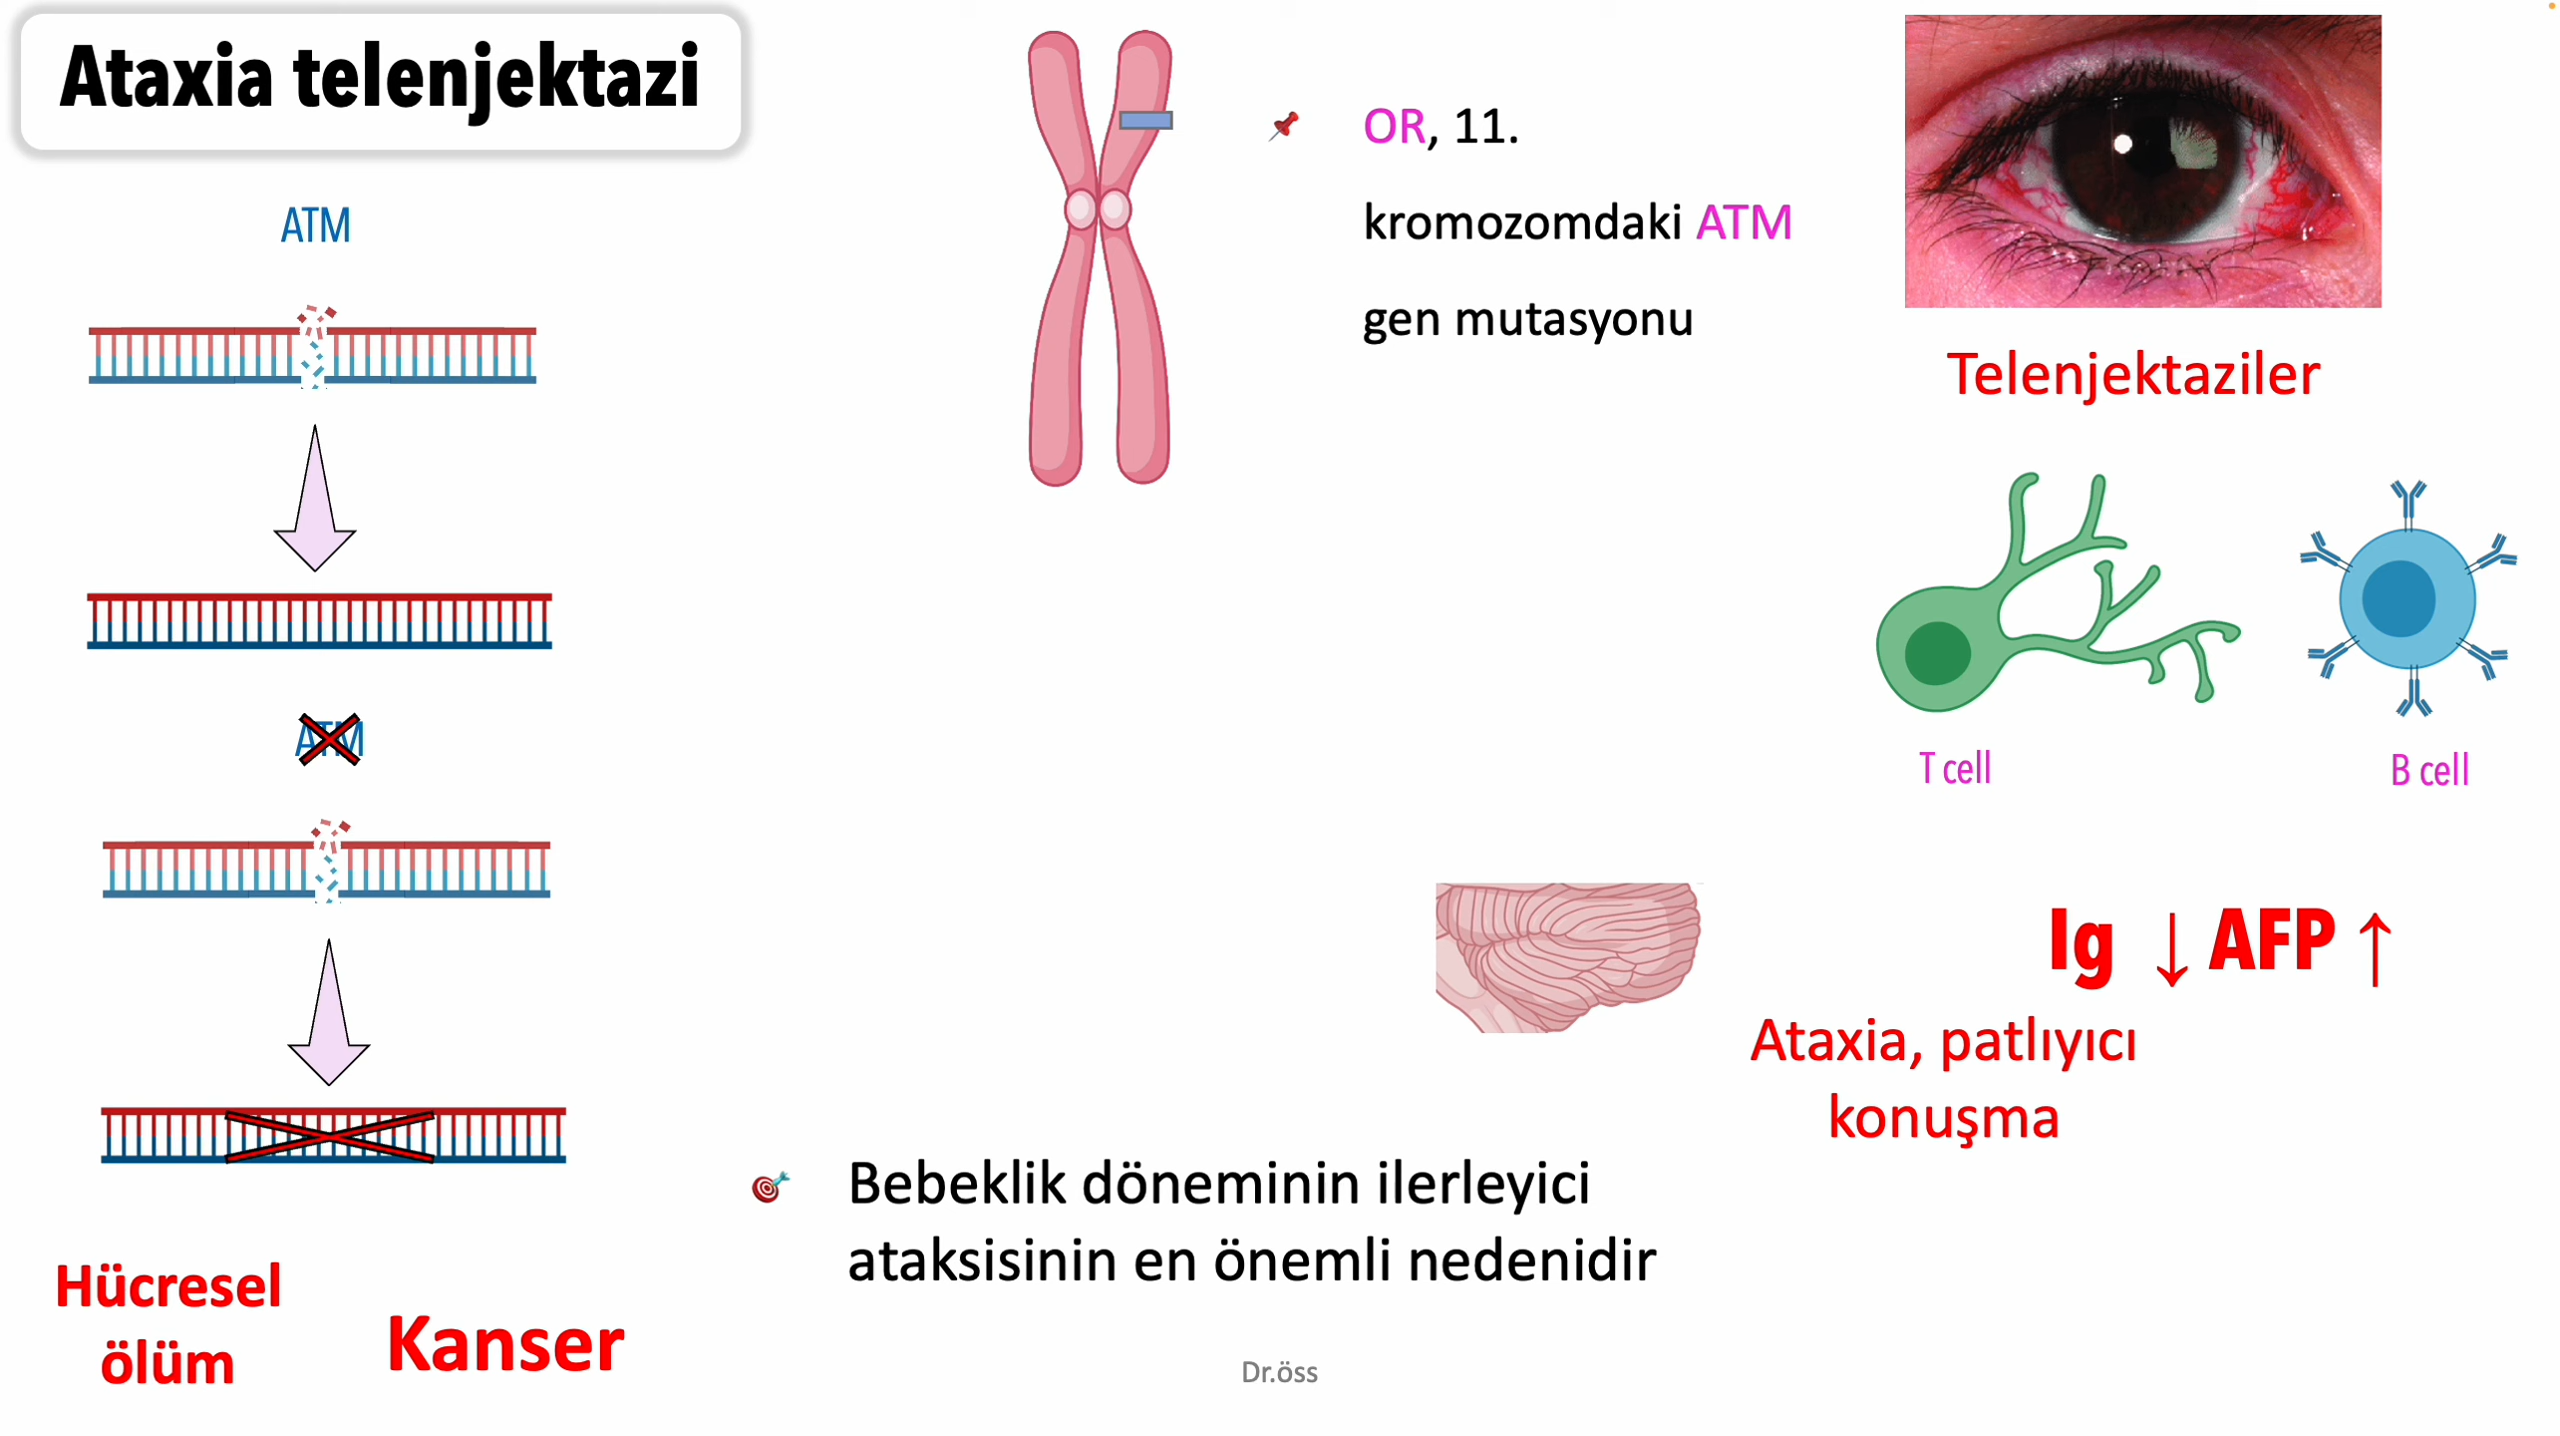 Ataxia telenjektazi
ATM
OR, 11.
kromozomdaki ATM
gen mutasyonu
Telenjektaziler
T cell
B cell
ATM
Ig ↓ AFP ↑
Ataxia, patlıyıcı
konuşma
Bebeklik döneminin ilerleyici
ataksisinin en önemli nedenidir
Hücresel
ölüm
Kanser
Dr.öss